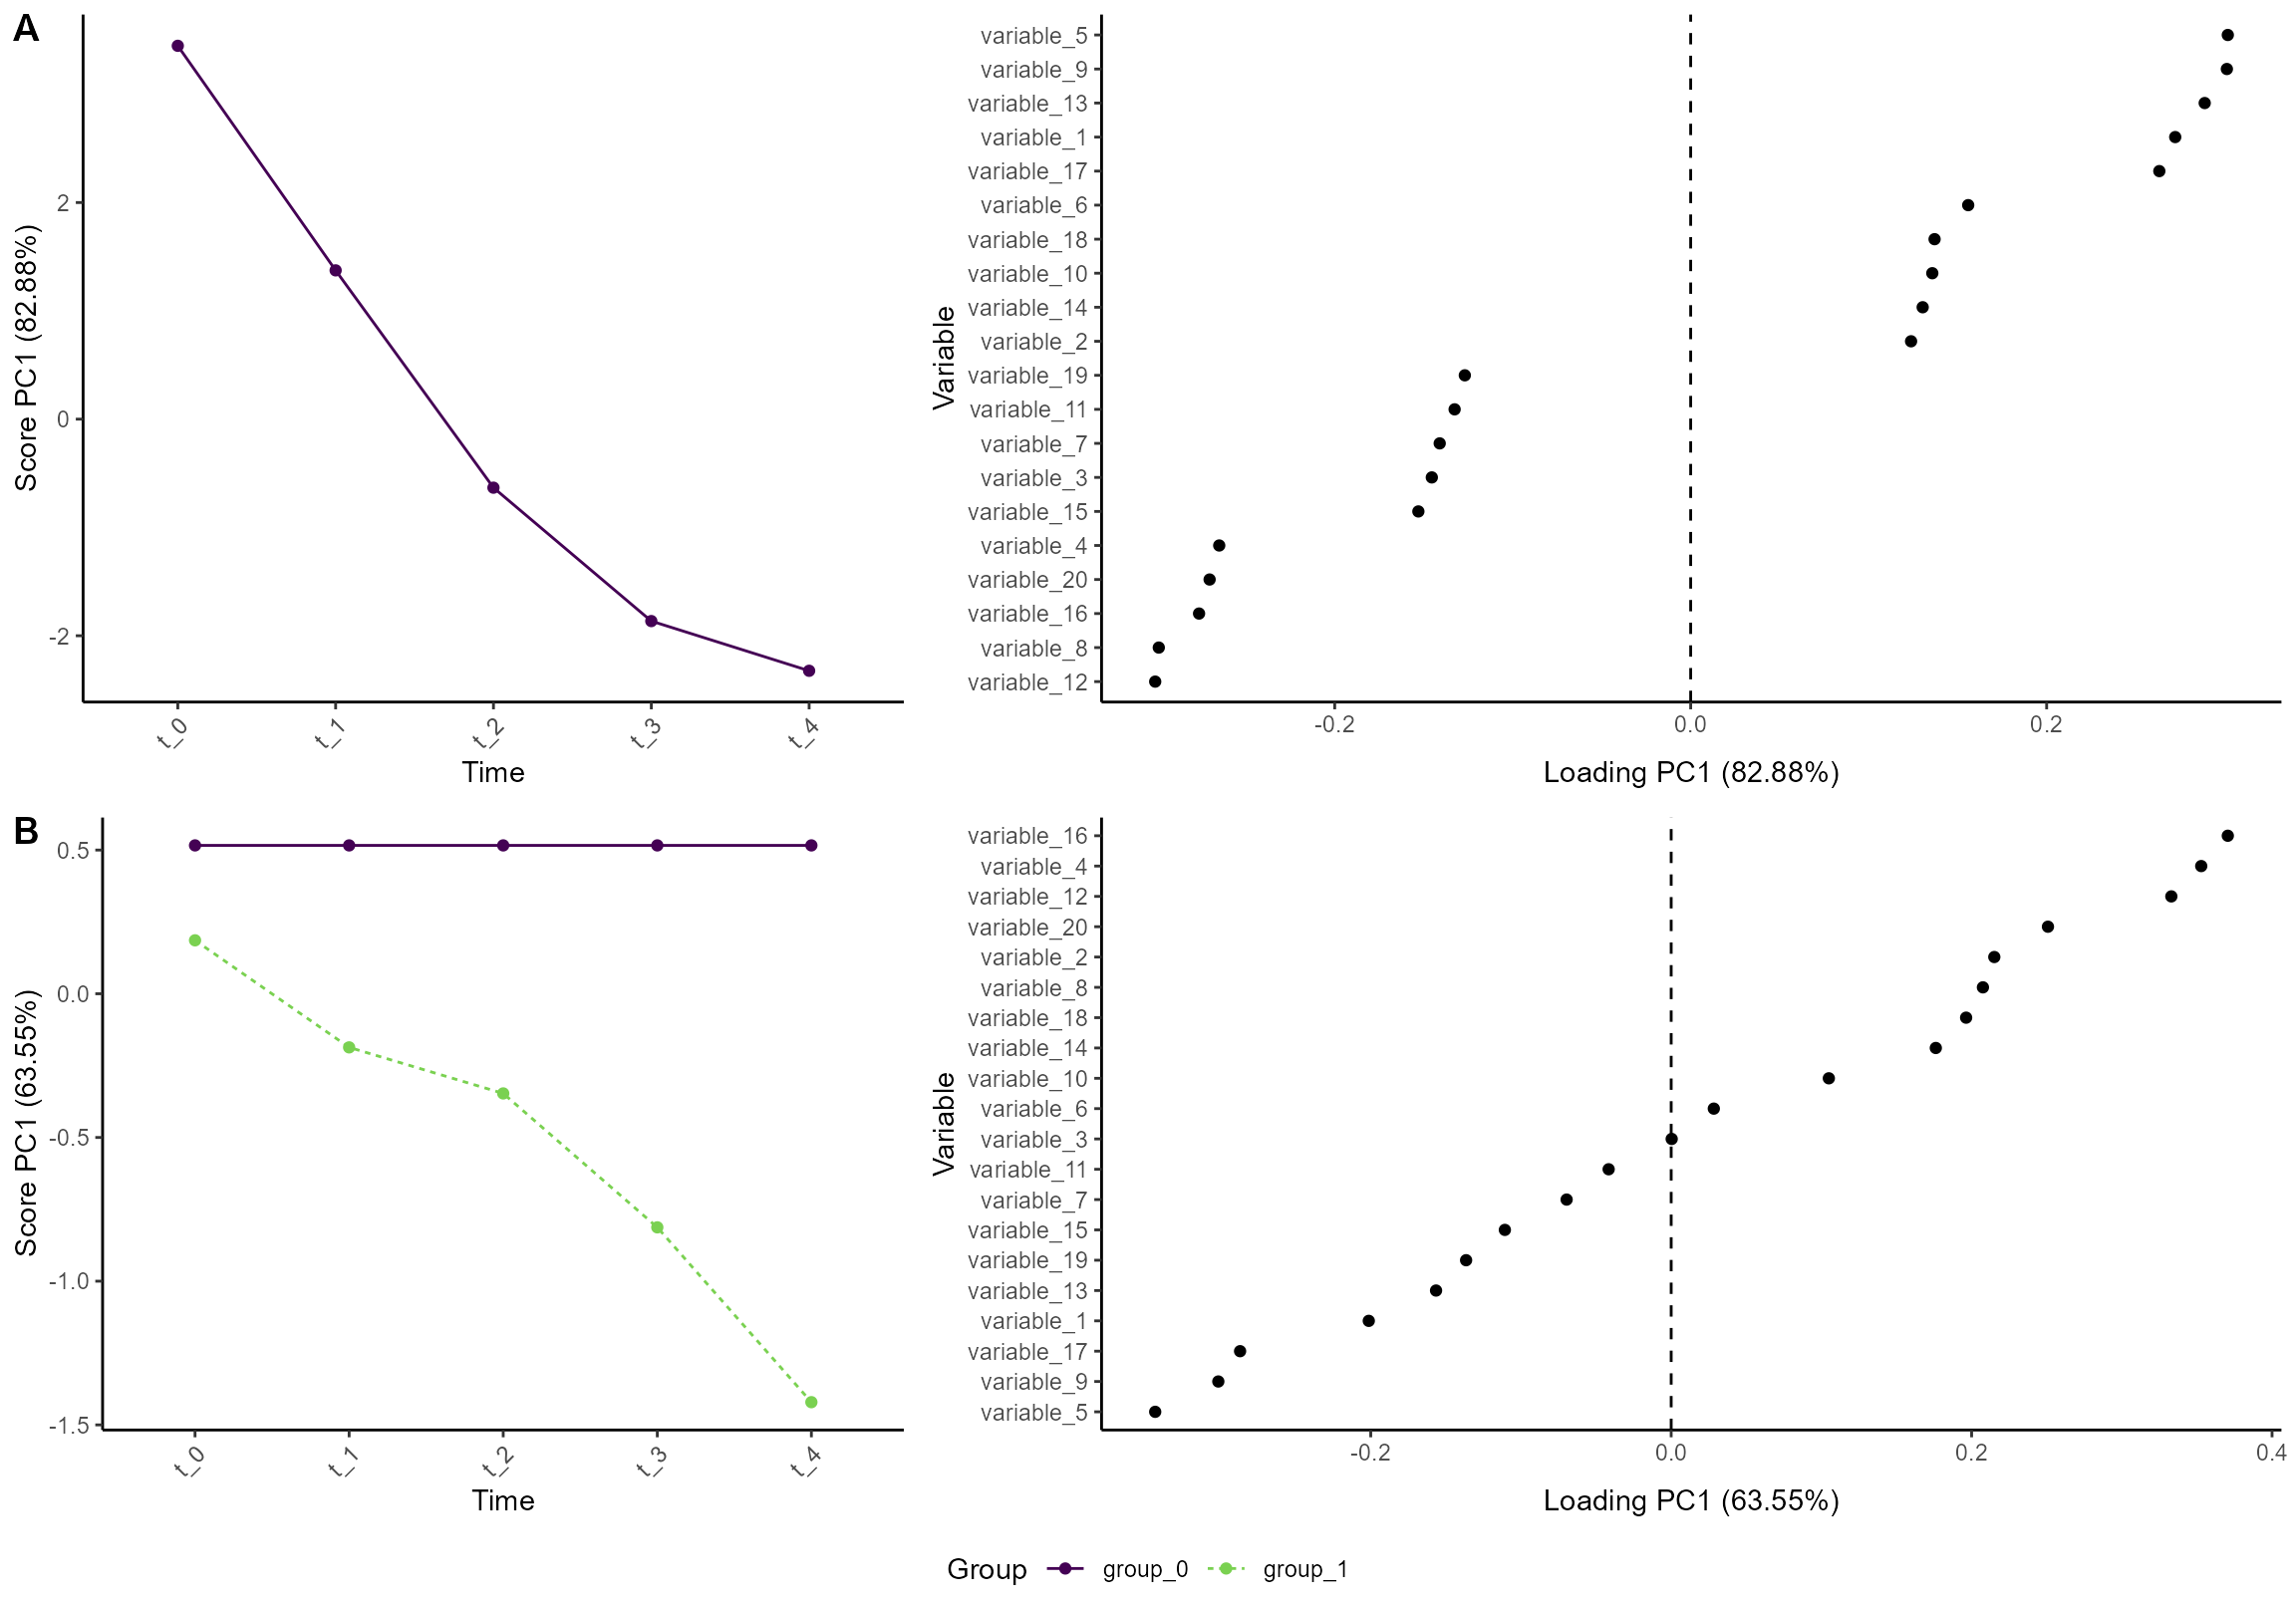 A
Score PC1 (82.88%)
2
0
-2
t_0
t_1
t_2
t_3
t_4
Time
Variable
variable_5
variable_9
variable_13
variable_1
variable_17
variable_6
variable_18
variable_10
variable_14
variable_2
variable_19
variable_11
variable_7
variable_3
variable_15
variable_4
variable_20
variable_16
variable_8
variable_12
-0.2
0.0
0.2
Loading PC1 (82.88%)
B
Score PC1 (63.55%)
0.5
0.0
-0.5
-1.0
-1.5
t_0
t_1
t_2
t_3
t_4
Time
Variable
variable_16
variable_4
variable_12
variable_20
variable_2
variable_8
variable_18
variable_14
variable_10
variable_6
variable_3
variable_11
variable_7
variable_15
variable_19
variable_13
variable_1
variable_17
variable_9
variable_5
-0.2
0.0
0.2
0.4
Loading PC1 (63.55%)
Group group_0 group_1